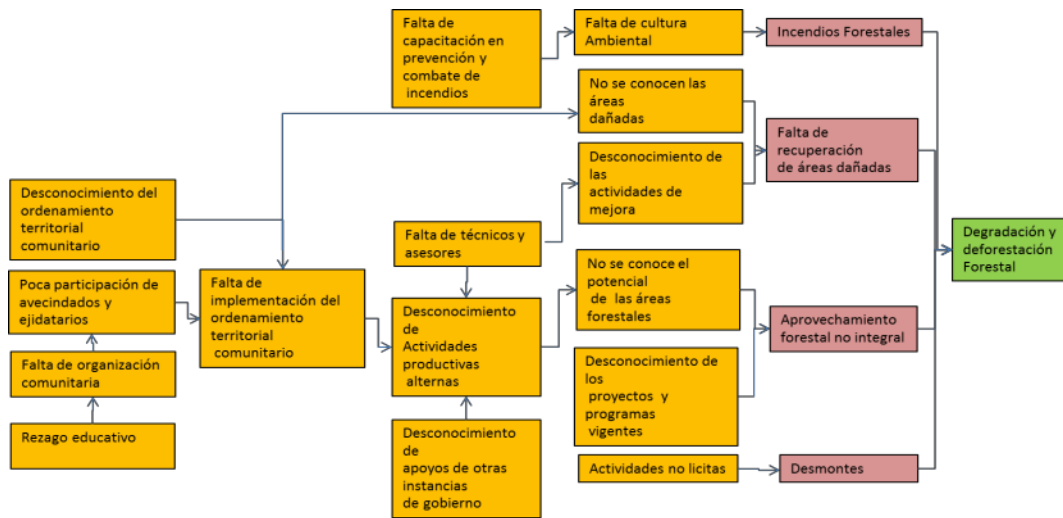 Falta de
capacitación en
prevención y
combate de
incendios
Falta de cultura
Ambiental
Incendios Forestales
No se conocen las
áreas
dañadas
Falta de
recuperación
de áreas dañadas
Desconocimiento de
las
actividades de
mejora
Desconocimiento del
ordenamiento
territorial
comunitario
Falta de técnicos y
asesores
Degradación y
deforestación
Forestal
Poca participación de
avecindados y
ejidatarios
Falta de
implementación del
ordenamiento
territorial
comunitario
Desconocimiento
de
Actividades
productivas
alternas
No se conoce el
potencial
de las áreas
forestales
Aprovechamiento
forestal no integral
Falta de organización
comunitaria
Desconocimiento de
los
proyectos y
programas
vigentes
Rezago educativo
Desconocimiento
de
apoyos de otras
instancias
de gobierno
Actividades no licitas
Desmontes